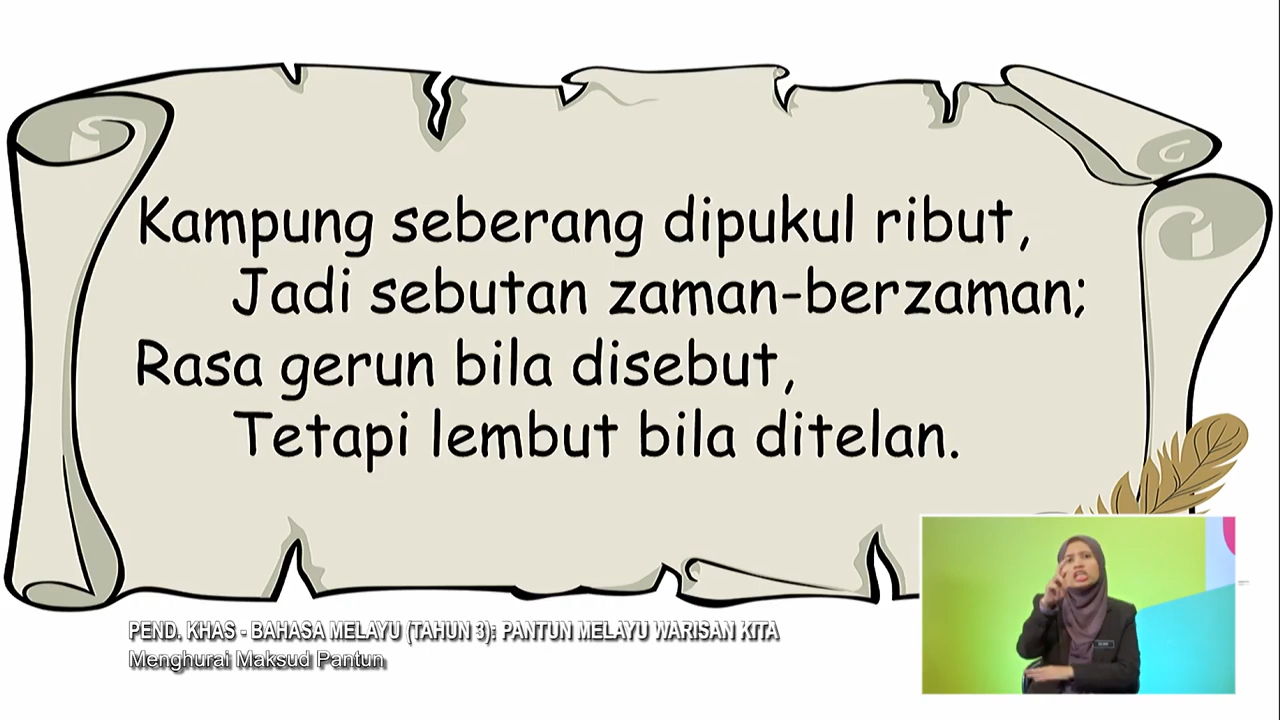 Kampung seberang dipukul ribut,
Jadi sebutan zaman-berzaman;
Rasa gerun bila disebut,
Tetapi lembut bila ditelan.
PEND. KHAS - BAHASA MELAYU (TAHUN 3): PANTUN MELAYU WARISAN KITA
Menghurai Maksud Pantun